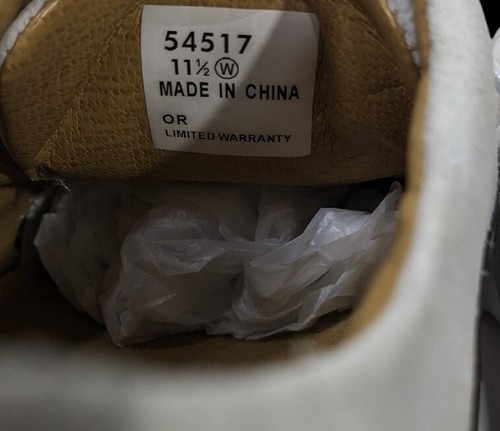 54517
11½ W
MADE IN CHINA
OR
LIMITED WARRANTY